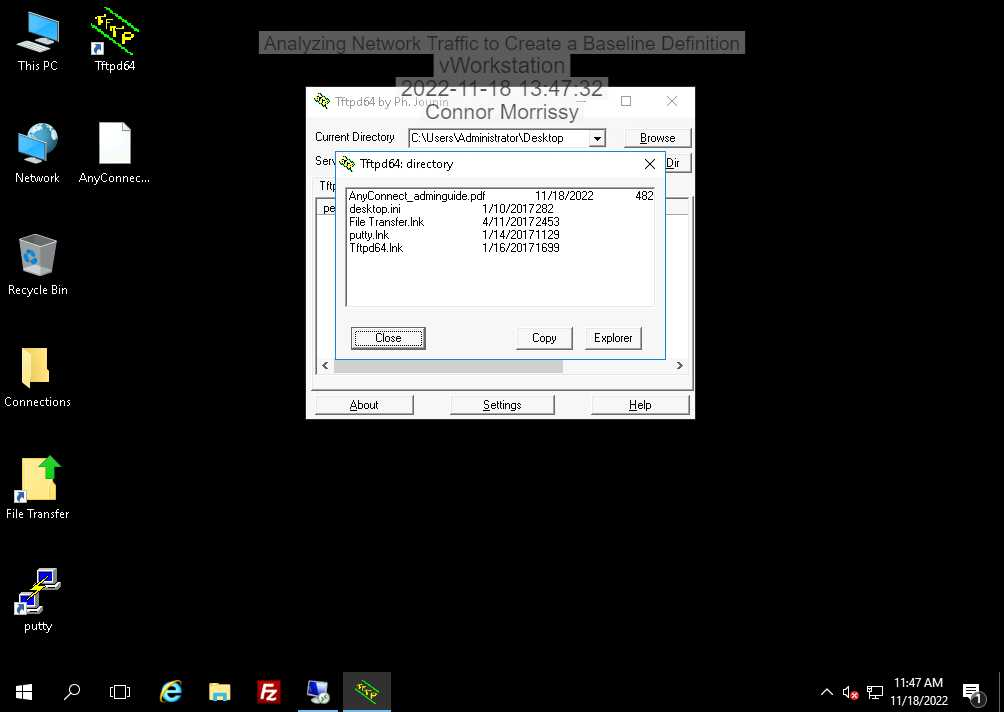 Analyzing Network Traffic to Create a Baseline Definition
vWorkstation
2022-11-18 13:47:32
Connor Morrissy
This PC
Tftpd64
Network
AnyConnec...
Recycle Bin
Connections
File Transfer
putty
Tftpd64 by Ph. Jounin
Current Directory
C:\Users\Administrator\Desktop
Browse
Dir
Tftpd64: directory
AnyConnect_adminguide.pdf 11/18/2022 482
desktop.ini 1/10/2017282
File Transfer.lnk 4/11/20172453
putty.lnk 1/14/20171129
Tftpd64.lnk 1/16/20171699
Close
Copy
Explorer
About
Settings
Help
11:47 AM
11/18/2022
1